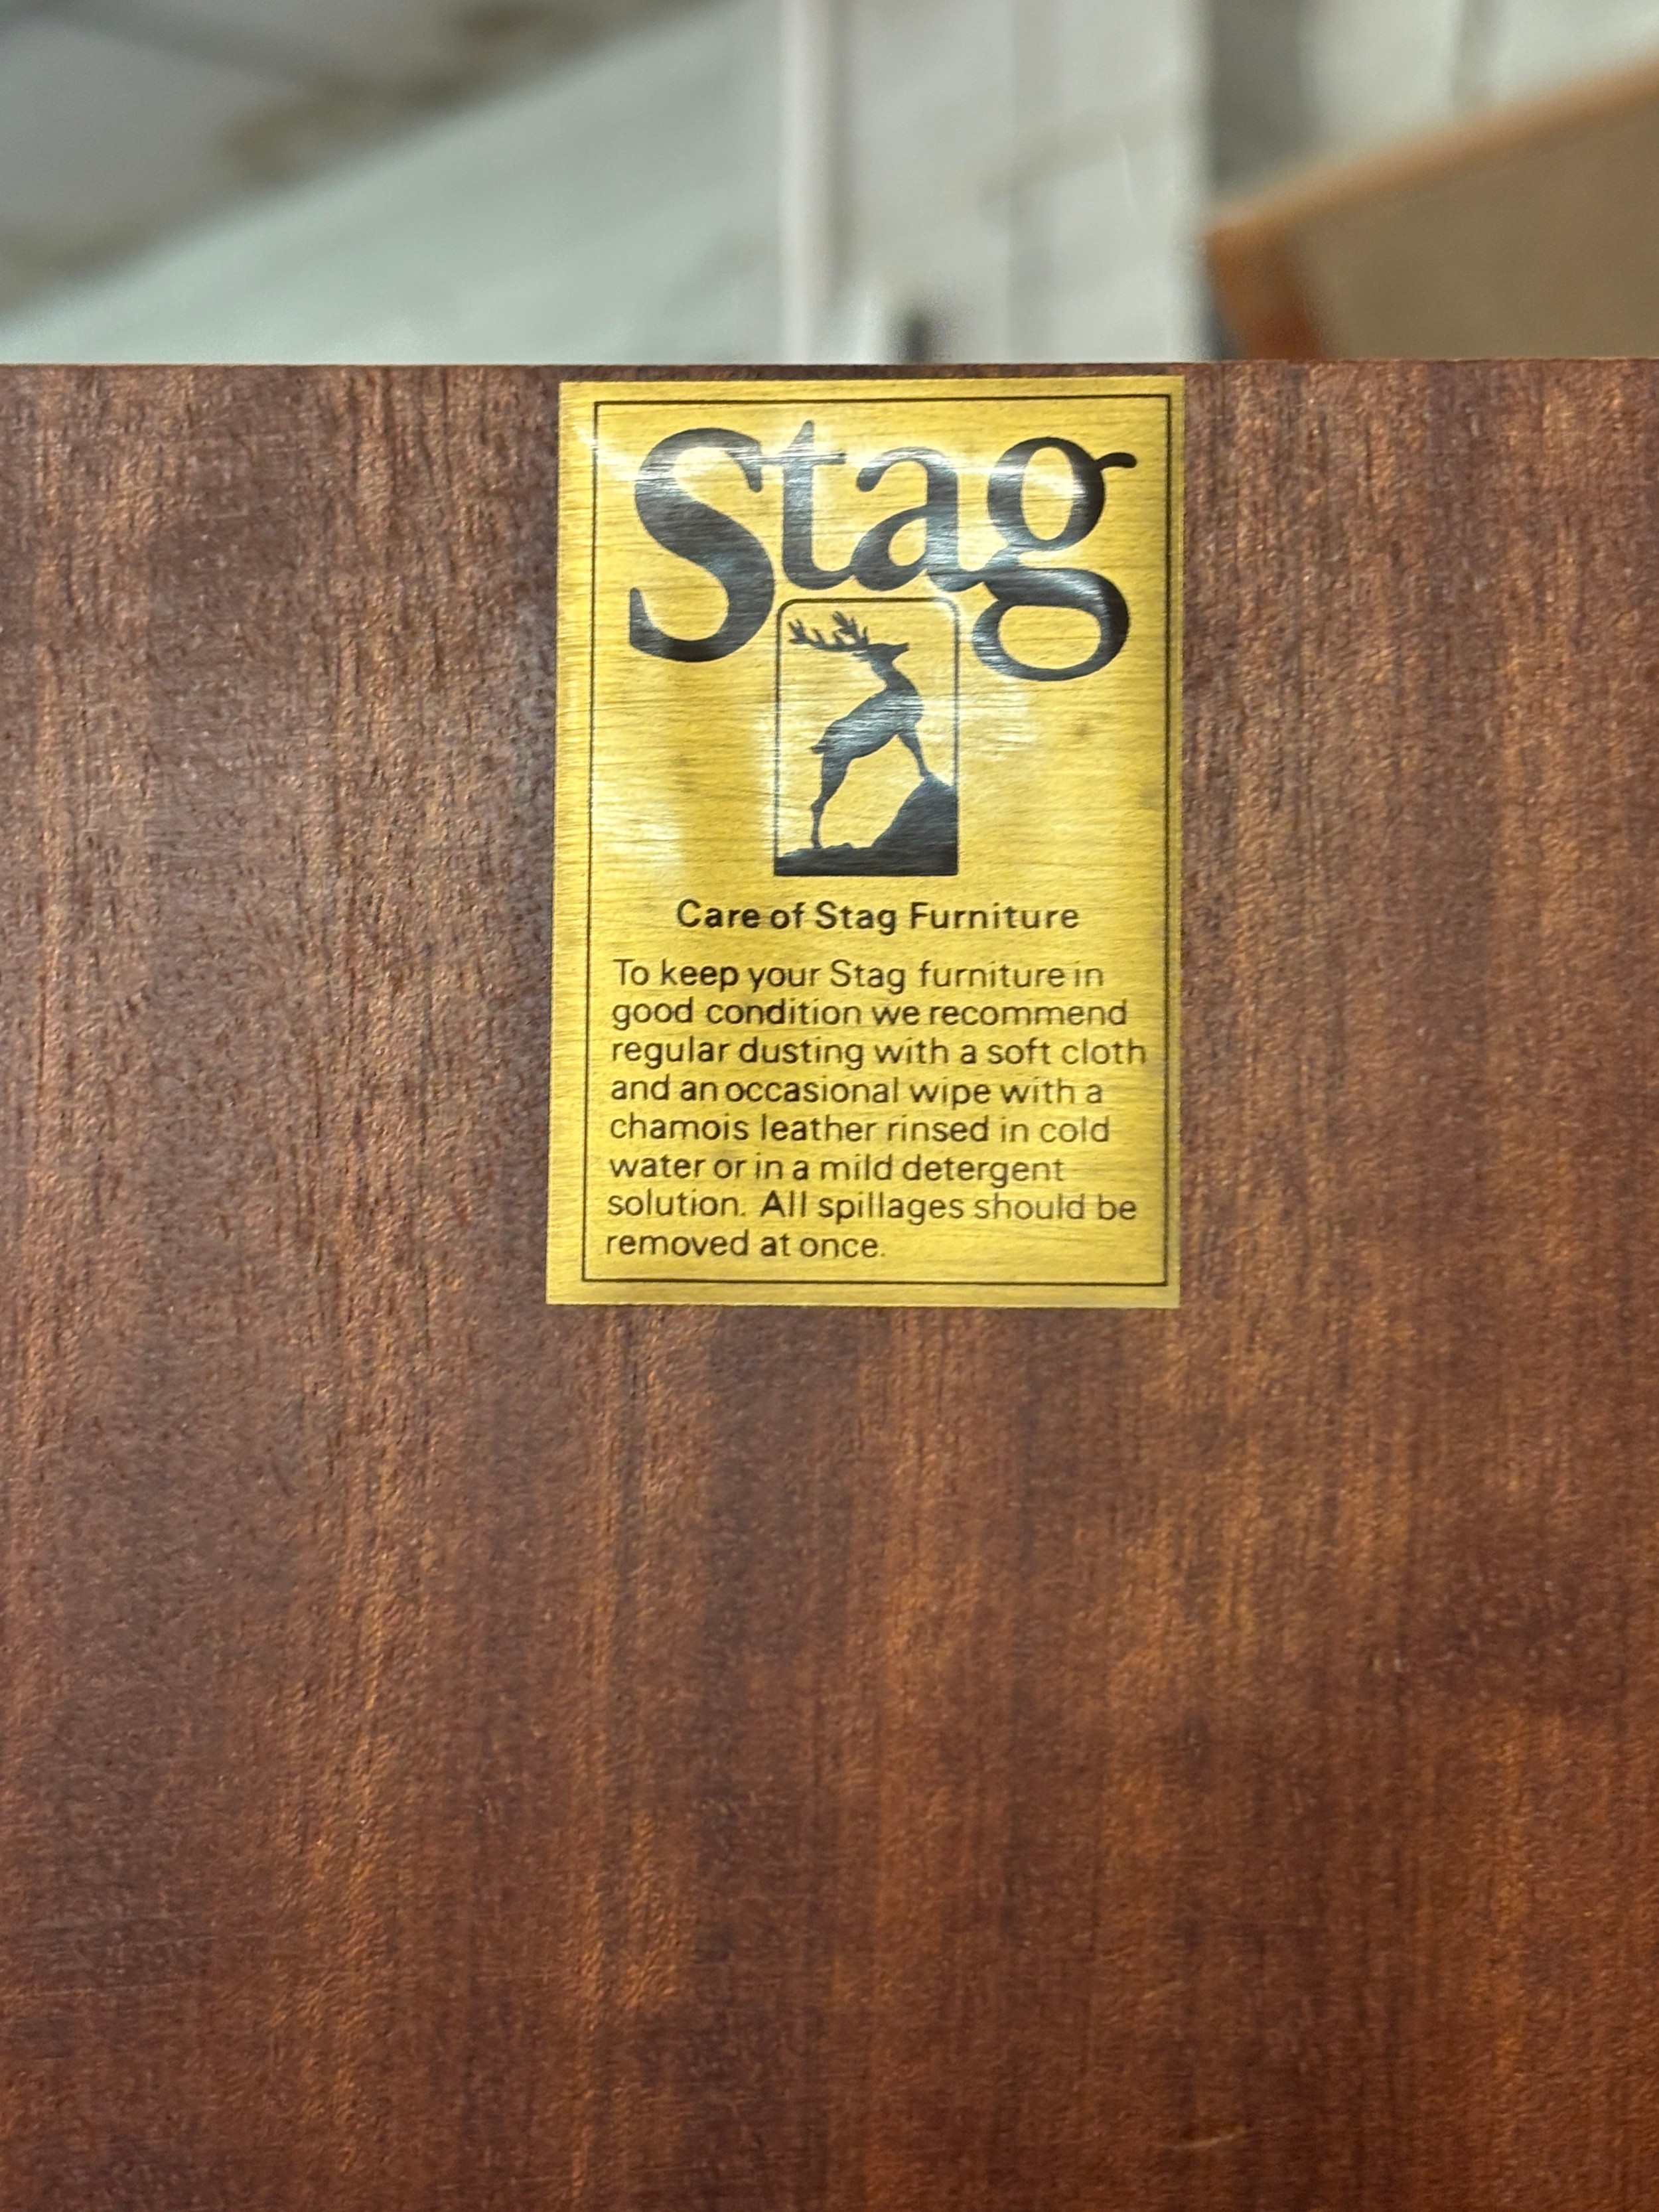 Stag
Care of Stag Furniture
To keep your Stag furniture in
good condition we recommend
regular dusting with a soft cloth
and an occasional wipe with a
chamois leather rinsed in cold
water or in a mild detergent
solution. All spillages should be
removed at once.